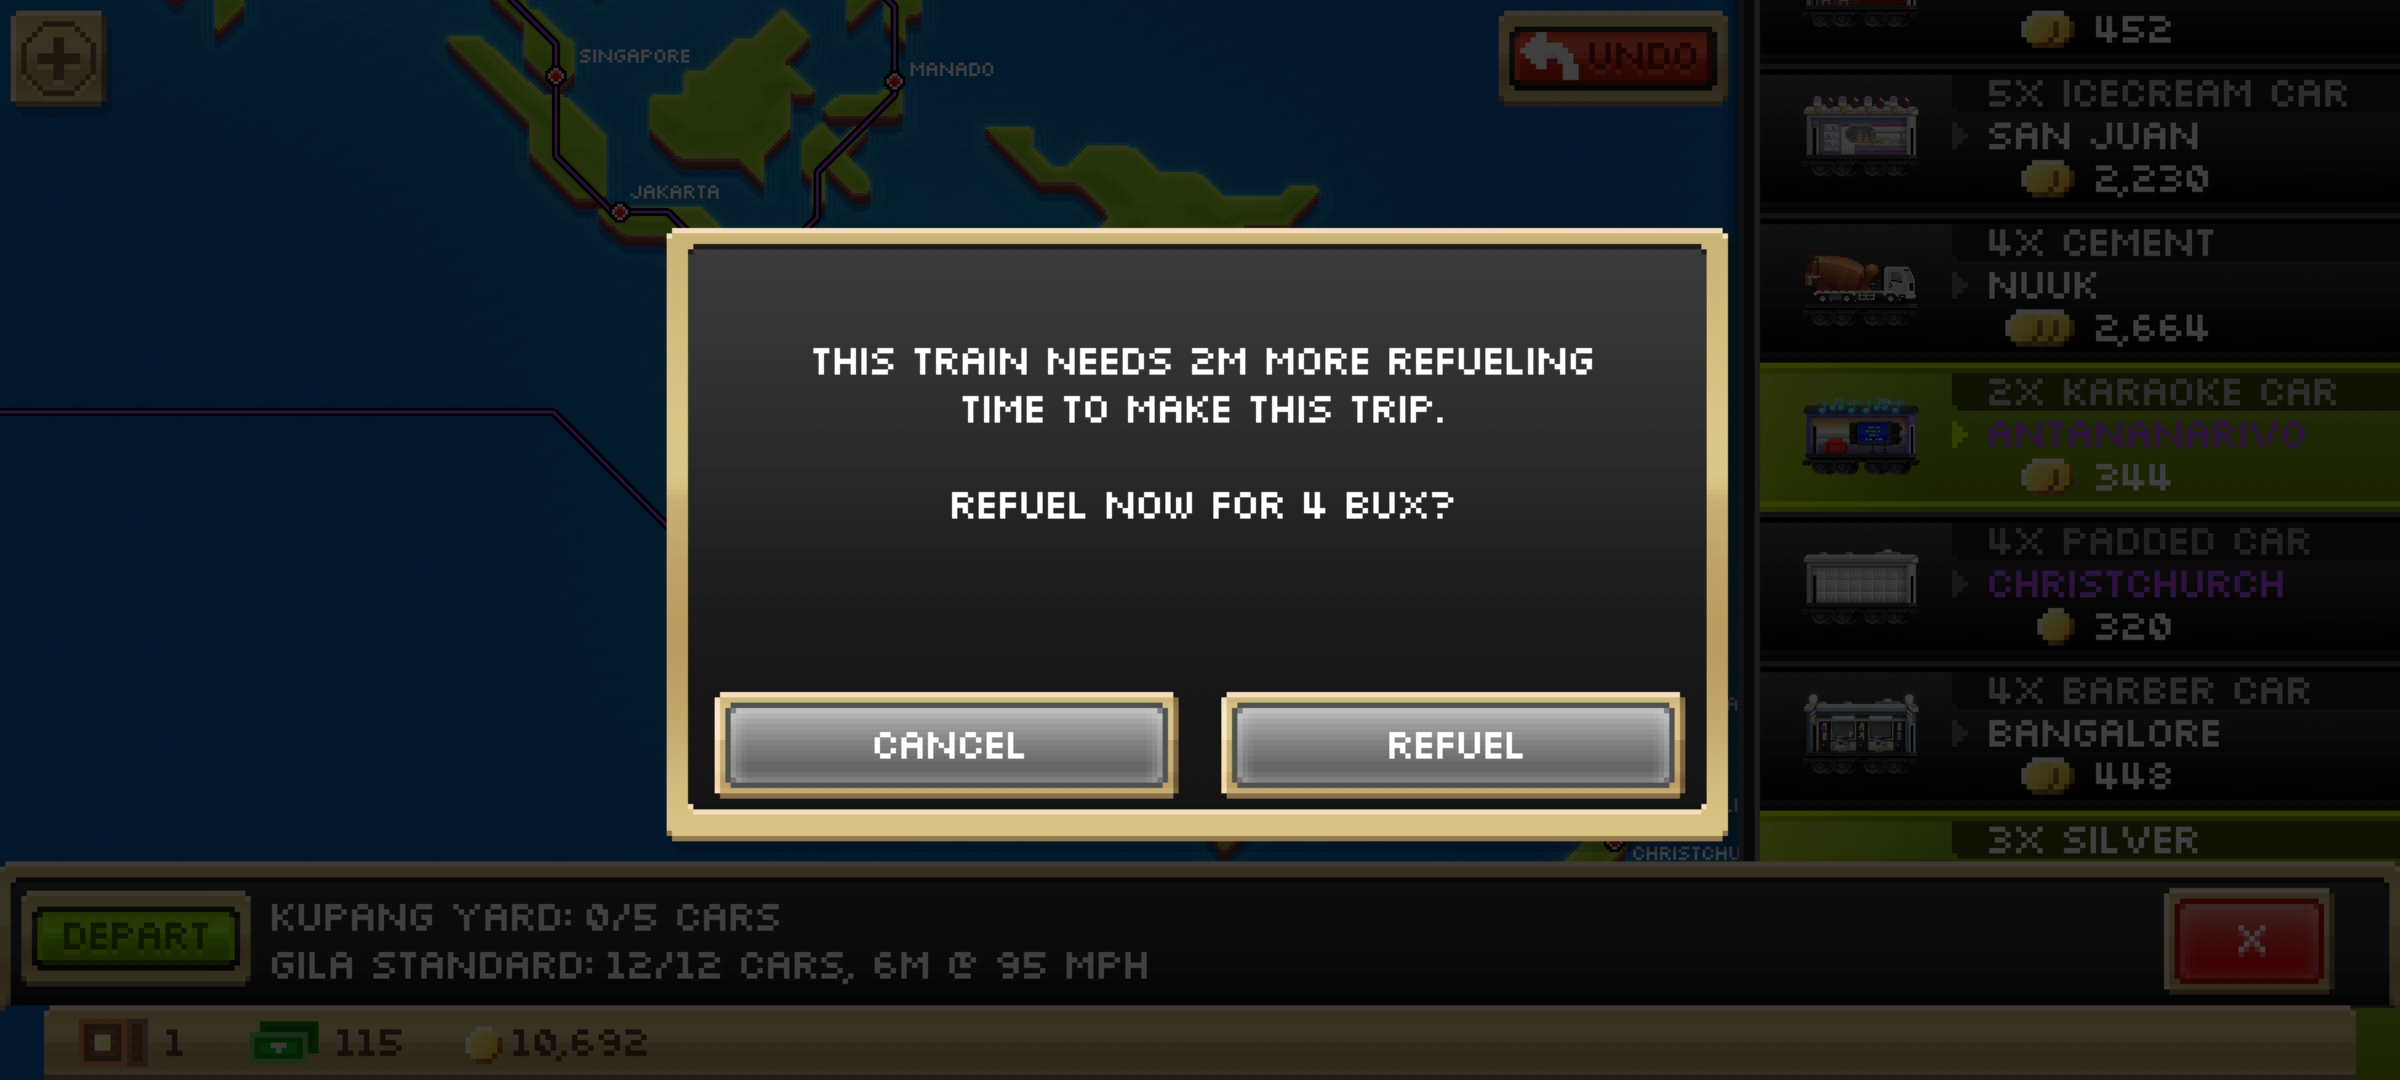 SINGAPORE
MANADO
JAKARTA
UNDO
452
5X ICECREAM CAR
SAN JUAN
2,230
4X CEMENT
NUUK
2,664
2X KARAOKE CAR
ANTANANARIVO
344
4X PADDED CAR
CHRISTCHURCH
320
4X BARBER CAR
BANGALORE
448
3X SILVER
THIS TRAIN NEEDS 2M MORE REFUELING
TIME TO MAKE THIS TRIP.
REFUEL NOW FOR 4 BUX?
CANCEL
REFUEL
CHRISTCHU
DEPART
KUPANG YARD: 0/5 CARS
GILA STANDARD: 12/12 CARS, 6M @ 95 MPH
X
1
115
10,692